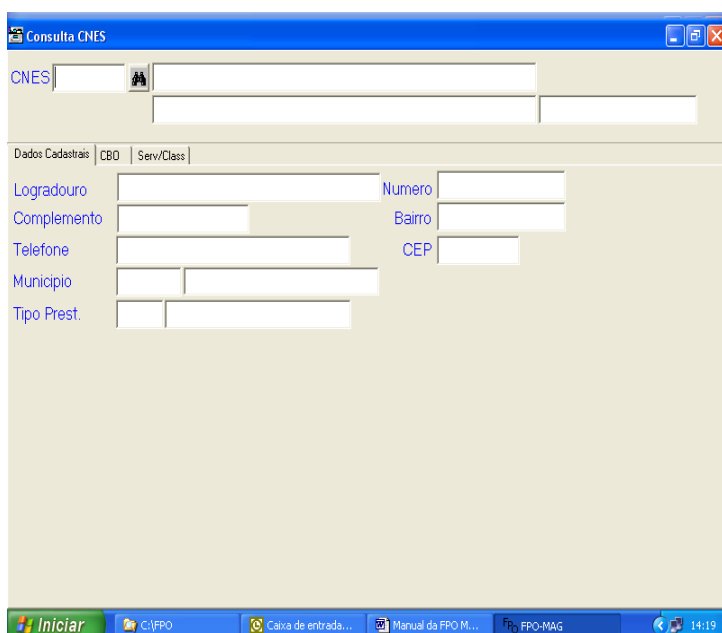 Consulta CNES
CNES
Dados Cadastrais CBO Serv/Class
Logradouro Numero
Complemento Bairro
Telefone CEP
Municipio
Tipo Prest.
Iniciar C:\FPO Caixa de entrada... Manual da FPO M... FPO FPO-MAG 14:19